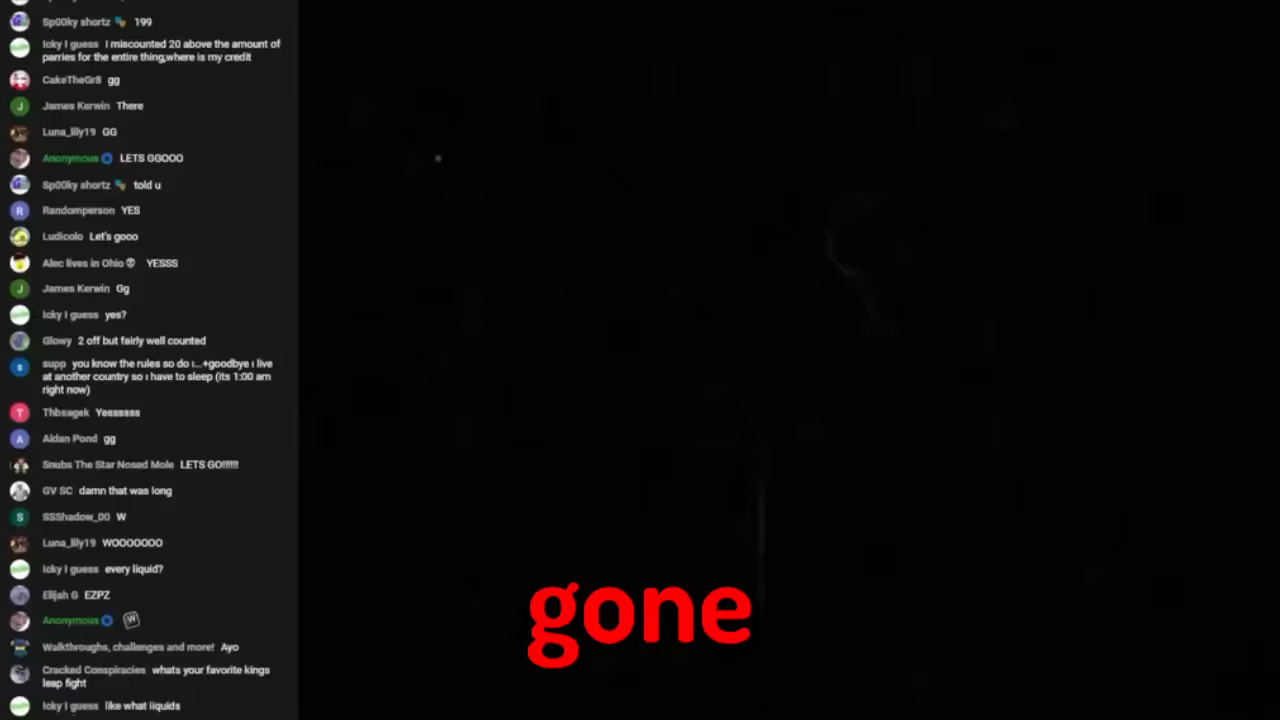 Sp00ky shortz 199
Icky I guess I miscounted 20 above the amount of
parries for the entire thing,where is my credit
CakeTheGr8 gg
James Kerwin There
Luna_lily19 GG
Anonymous LETS GGOOO
Sp00ky shortz told u
Randomperson YES
Ludicolo Let's gooo
Alec lives in Ohio💀 YESSS
James Kerwin Gg
Icky I guess yes?
Glowy 2 off but fairly well counted
supp you know the rules so do ı...+goodbye ı live
at another country so ı have to sleep (its 1:00 am
right now)
Thbsagek Yeesssss
Aidan Pond gg
Snubs The Star Nosed Mole LETS GO!!!!!!
GV SC damn that was long
SSShadow_00 W
Luna_lily19 WOOOOOOO
Icky I guess every liquid?
Elijah G EZPZ
Anonymous W
Walkthroughs, challenges and more! Ayo
Cracked Conspiracies whats your favorite kings
leap fight
Icky I guess like what liquids
gone